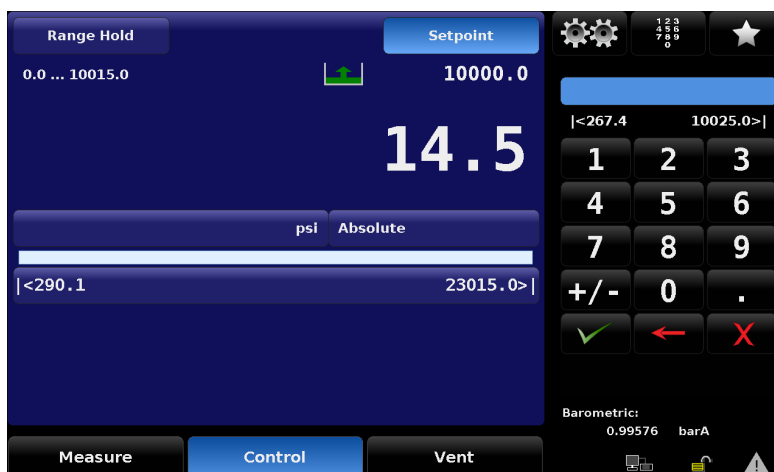 Range Hold
Setpoint
0.0 ... 10015.0
10000.0
14.5
psi Absolute
|<290.1 23015.0>|
Measure Control Vent
1 2 3
4 5 6
7 8 9
0
|<267.4 10025.0>|
1 2 3
4 5 6
7 8 9
+/- 0 .
X
Barometric:
0.99576 barA